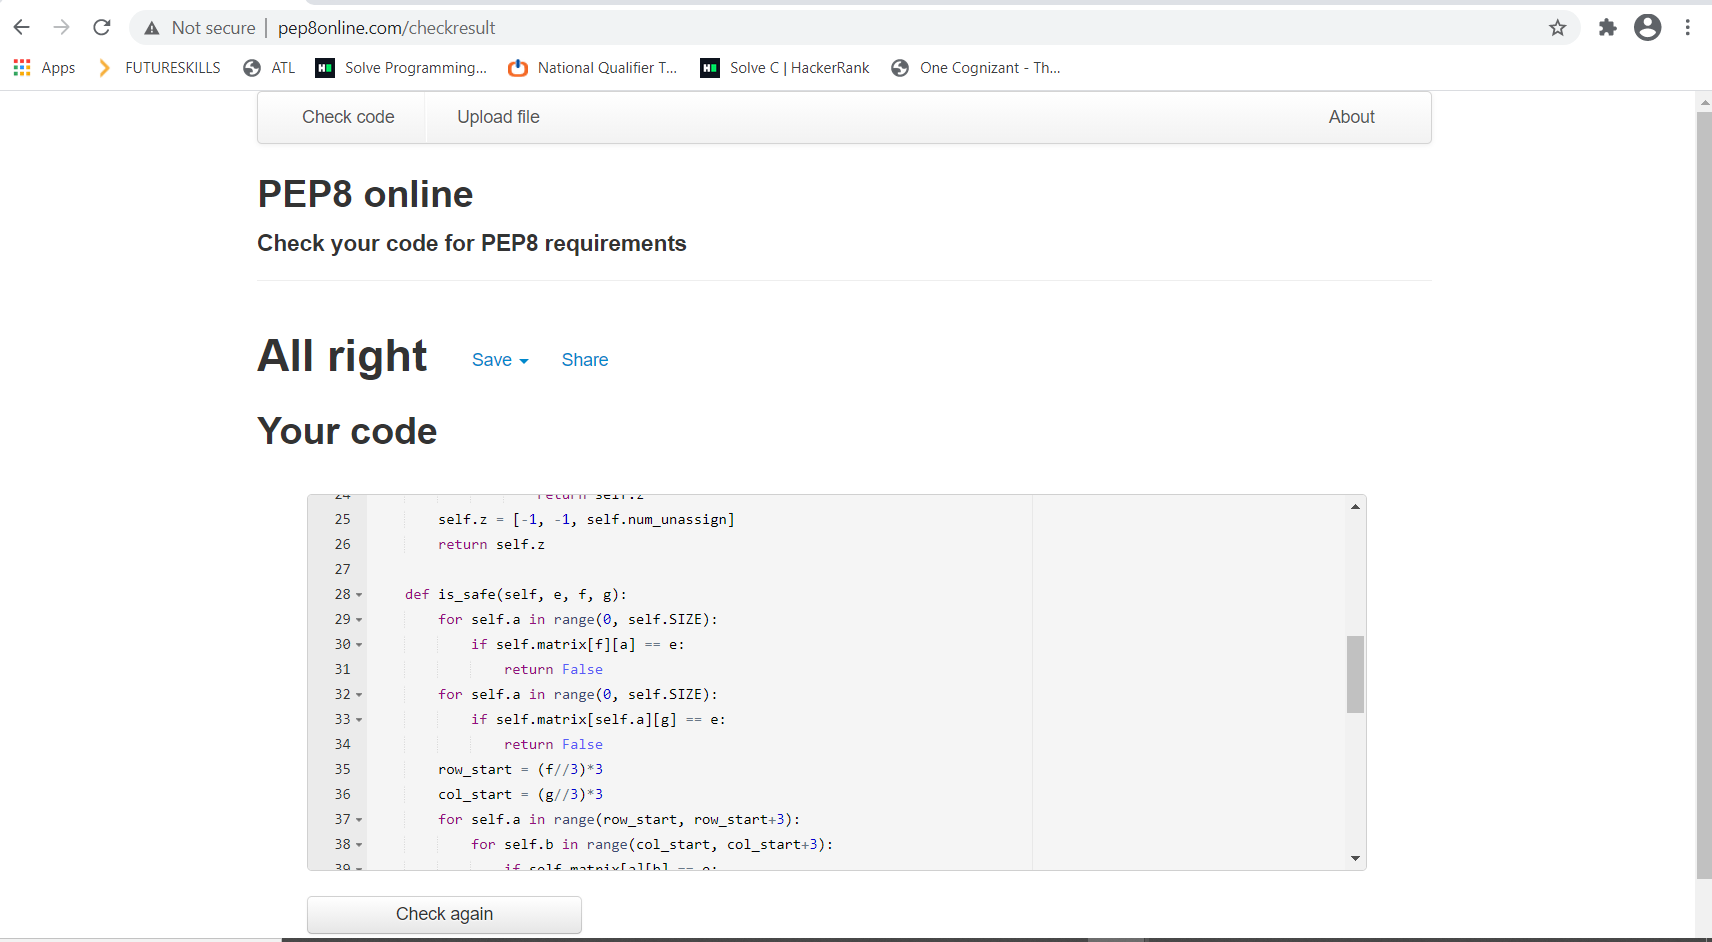 Not secure | pep8online.com/checkresult
Apps FUTURESKILLS ATL Solve Programming... National Qualifier T... Solve C | HackerRank One Cognizant - Th...
Check code Upload file About
PEP8 online
Check your code for PEP8 requirements
All right Save Share
Your code
24 return self.z
25 self.z = [-1, -1, self.num_unassign]
26 return self.z
27
28 def is_safe(self, e, f, g):
29 for self.a in range(0, self.SIZE):
30 if self.matrix[f][a] == e:
31 return False
32 for self.a in range(0, self.SIZE):
33 if self.matrix[self.a][g] == e:
34 return False
35 row_start = (f//3)*3
36 col_start = (g//3)*3
37 for self.a in range(row_start, row_start+3):
38 for self.b in range(col_start, col_start+3):
39 if self.matrix[a][b] == e:
Check again